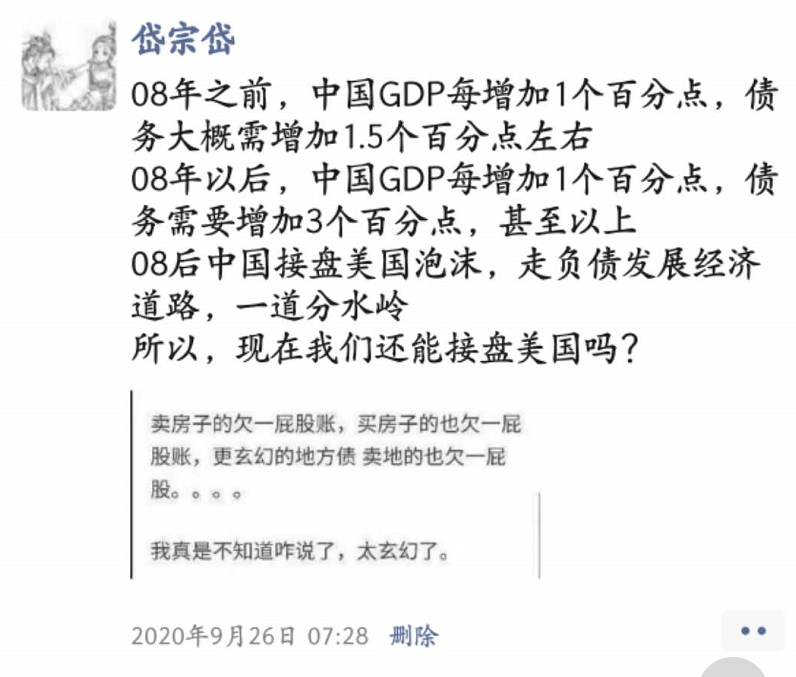 岱宗岱
08年之前，中国GDP每增加1个百分点，债
务大概需增加1.5个百分点左右
08年以后，中国GDP每增加1个百分点，债
务需要增加3个百分点，甚至以上
08后中国接盘美国泡沫，走负债发展经济
道路，一道分水岭
所以，现在我们还能接盘美国吗？
卖房子的欠一屁股账，买房子的也欠一屁
股账，更玄幻的地方债 卖地的也欠一屁
股。。。。
我真是不知道咋说了，太玄幻了。
2020年9月26日 07:28 删除